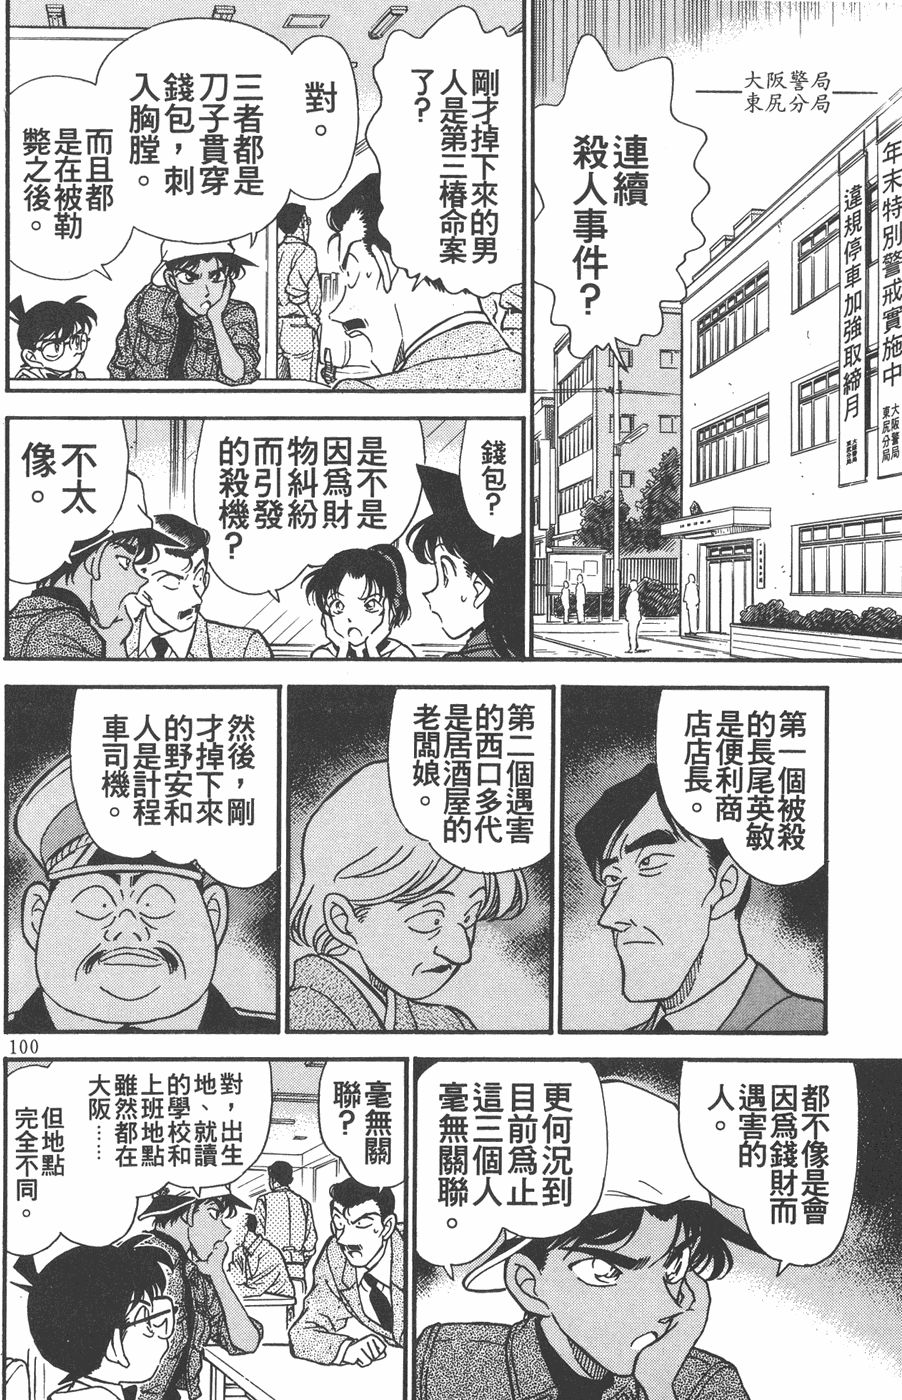 大阪警局
東尻分局
年末特別警戒實施中
大阪警局
東尻分局
違規停車加強取締月
大阪警局
東尻分局
連續
殺人事件？
剛才掉下來的男
人是第三樁命案
了？
對。
三者都是
刀子貫穿
錢包，刺
入胸膛。
而且都
是在被勒
斃之後。
錢包？
是不是
因為財
物糾紛
而引發
的殺機？
不太
像。
第一個被殺
的長尾英敏
是便利商
店店長。
第二個遇害
的西口多代
是居酒屋的
老闆娘。
然後，剛
才掉下來
的野安和
人是計程
車司機。
都不像是會
因為錢財而
遇害的
人。
更何況到
目前為止
這三個人
毫無關聯。
毫無關
聯？
對，出生
地、就讀
的學校和
上班地點
雖然都在
大阪……
但地點
完全不同。
100